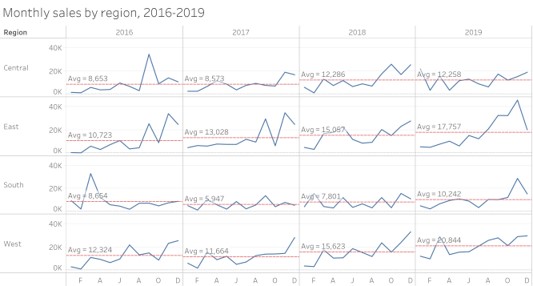 Monthly sales by region, 2016-2019
Region 2016 2017 2018 2019
Central 40K 20K 0K Avg = 8,653 Avg = 8,573 Avg = 12,286 Avg = 12,258
East 40K 20K 0K Avg = 10,723 Avg = 13,028 Avg = 15,057 Avg = 17,757
South 40K 20K 0K Avg = 8,654 Avg = 5,947 Avg = 7,801 Avg = 10,242
West 40K 20K 0K Avg = 12,324 Avg = 11,664 Avg = 15,623 Avg = 20,844
F A J A O D F A J A O D F A J A O D F A J A O D